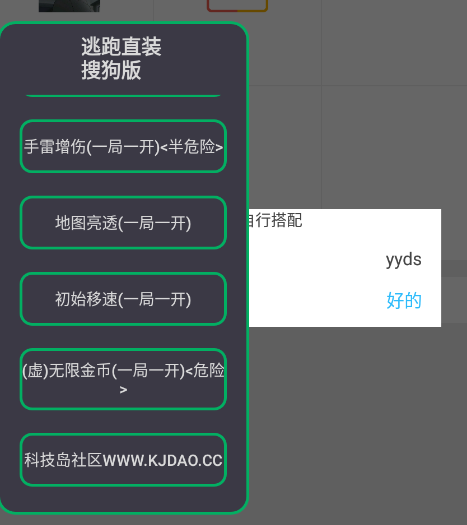 逃跑直装
搜狗版
手雷增伤(一局一开)<半危险>
地图亮透(一局一开)
自行搭配
yyds
初始移速(一局一开)
好的
(虚)无限金币(一局一开)<危险
>
科技岛社区WWW.KJDAO.CC